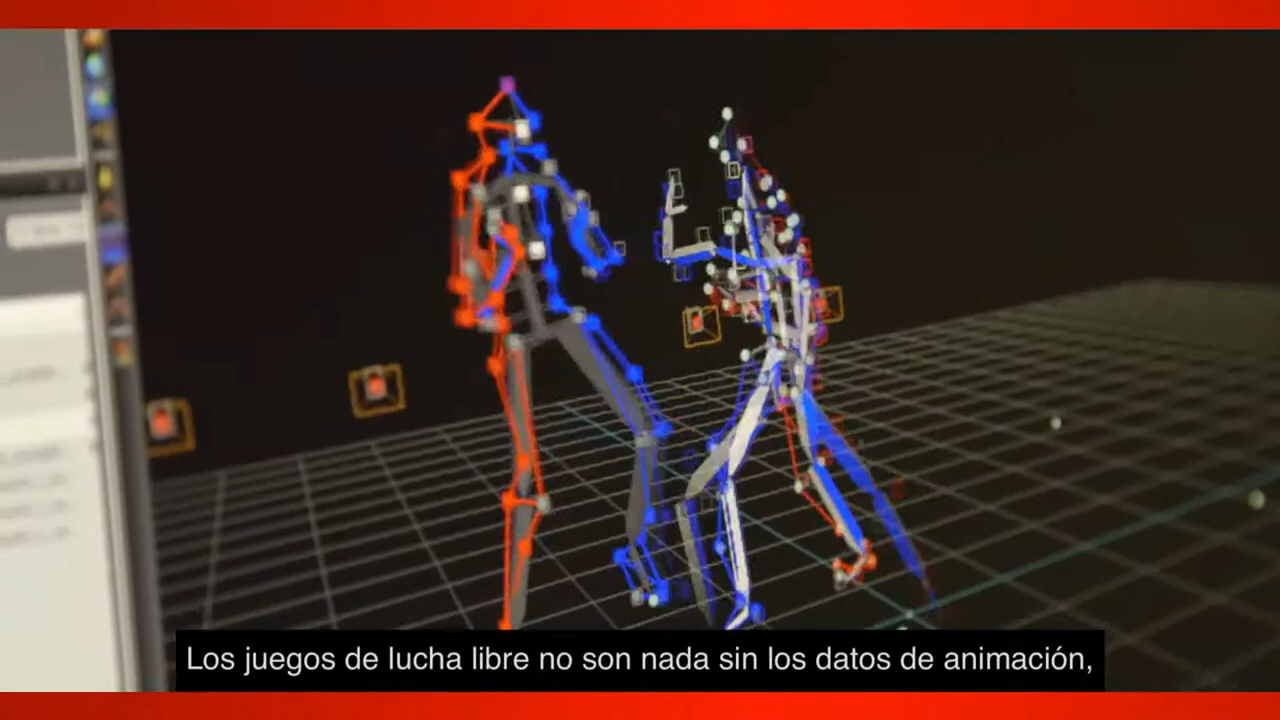 Los juegos de lucha libre no son nada sin los datos de animación,